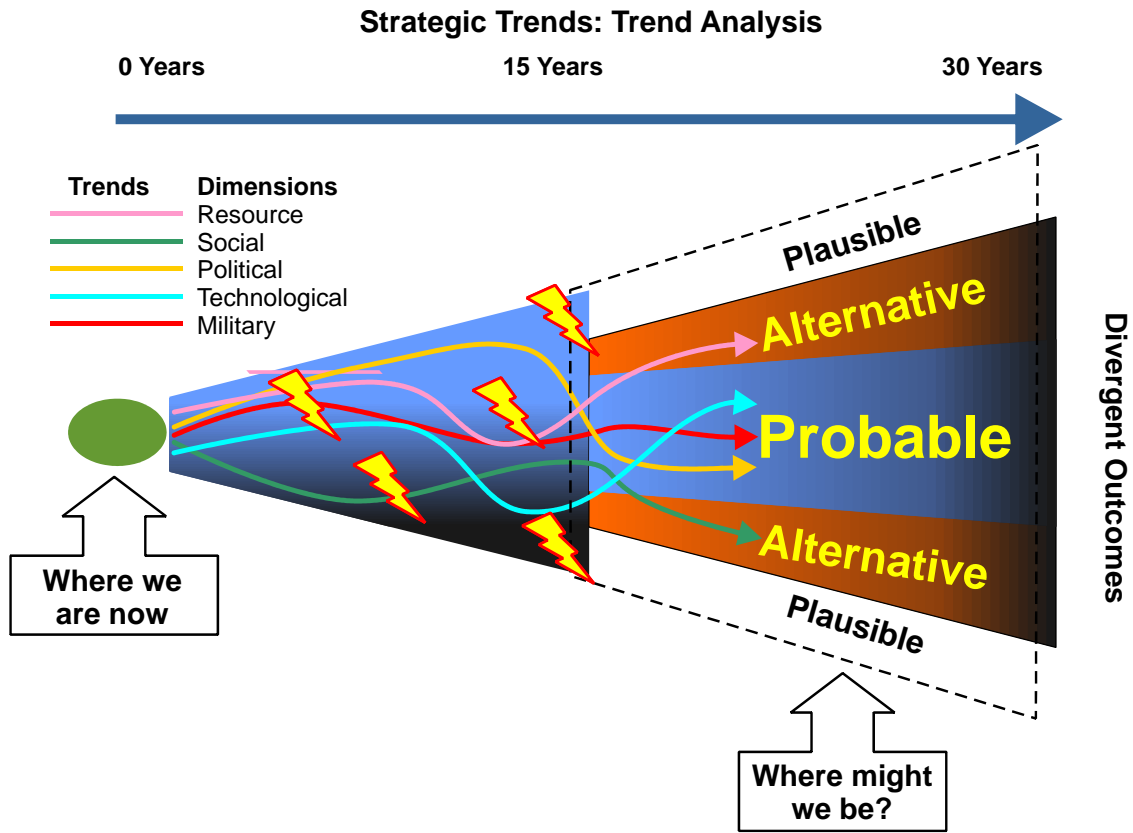 Strategic Trends: Trend Analysis
0 Years
15 Years
30 Years
Trends
Dimensions
Resource
Social
Political
Technological
Military
Plausible
Alternative
Probable
Alternative
Plausible
Divergent Outcomes
Where we
are now
Where might
we be?